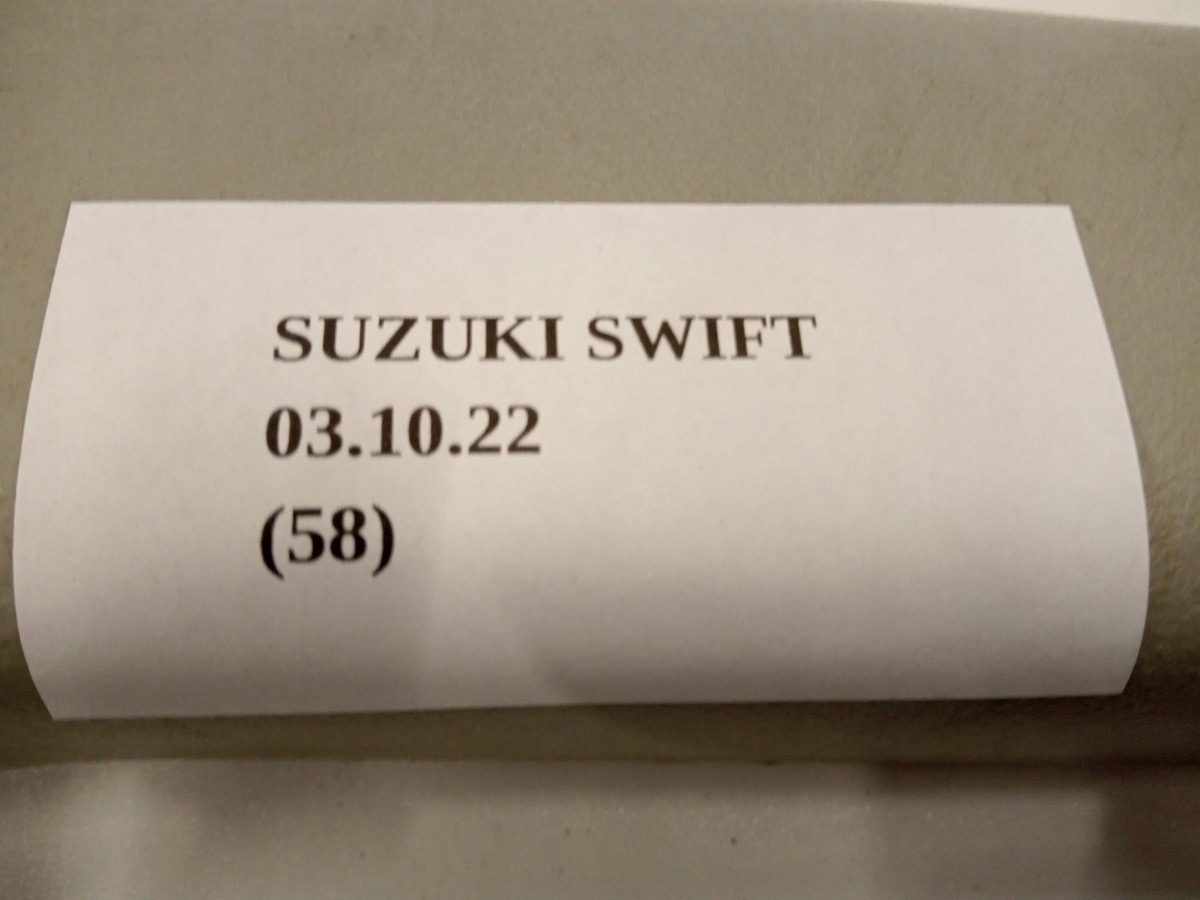 SUZUKI SWIFT
03.10.22
(58)